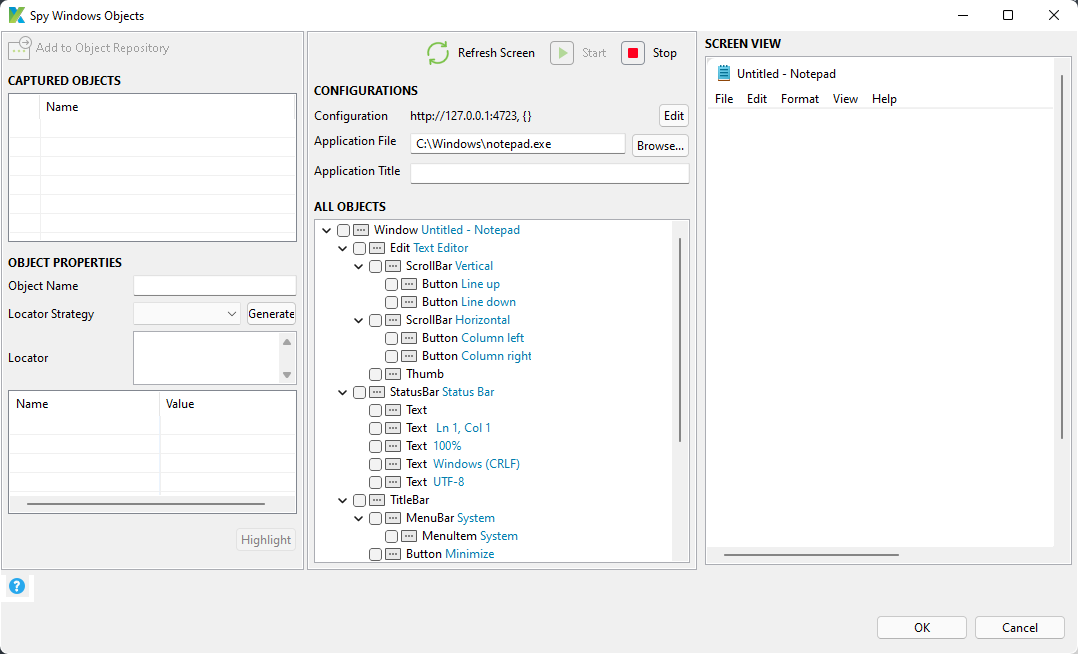 Spy Windows Objects
Add to Object Repository
CAPTURED OBJECTS
Name
OBJECT PROPERTIES
Object Name
Locator Strategy
Generate
Locator
Name Value
Highlight
Refresh Screen Start Stop
CONFIGURATIONS
Configuration http://127.0.0.1:4723, {} Edit
Application File C:\Windows\notepad.exe Browse...
Application Title
ALL OBJECTS
Window Untitled - Notepad
Edit Text Editor
ScrollBar Vertical
Button Line up
Button Line down
ScrollBar Horizontal
Button Column left
Button Column right
Thumb
StatusBar Status Bar
Text
Text Ln 1, Col 1
Text 100%
Text Windows (CRLF)
Text UTF-8
TitleBar
MenuBar System
MenuItem System
Button Minimize
SCREEN VIEW
Untitled - Notepad
File Edit Format View Help
?
OK Cancel